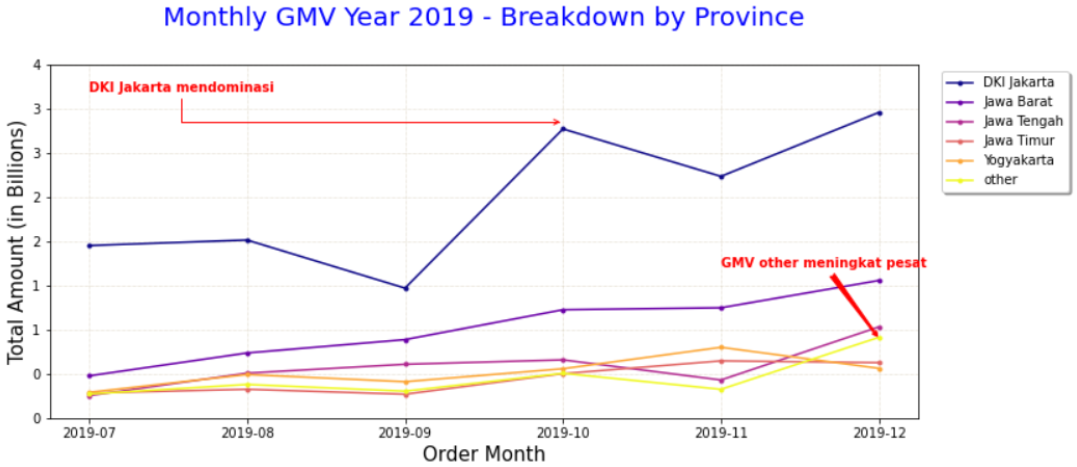 Monthly GMV Year 2019 - Breakdown by Province
4
3
3
2
2
1
1
0
0
Total Amount (in Billions)
DKI Jakarta mendominasi
GMV other meningkat pesat
DKI Jakarta
Jawa Barat
Jawa Tengah
Jawa Timur
Yogyakarta
other
2019-07 2019-08 2019-09 2019-10 2019-11 2019-12
Order Month